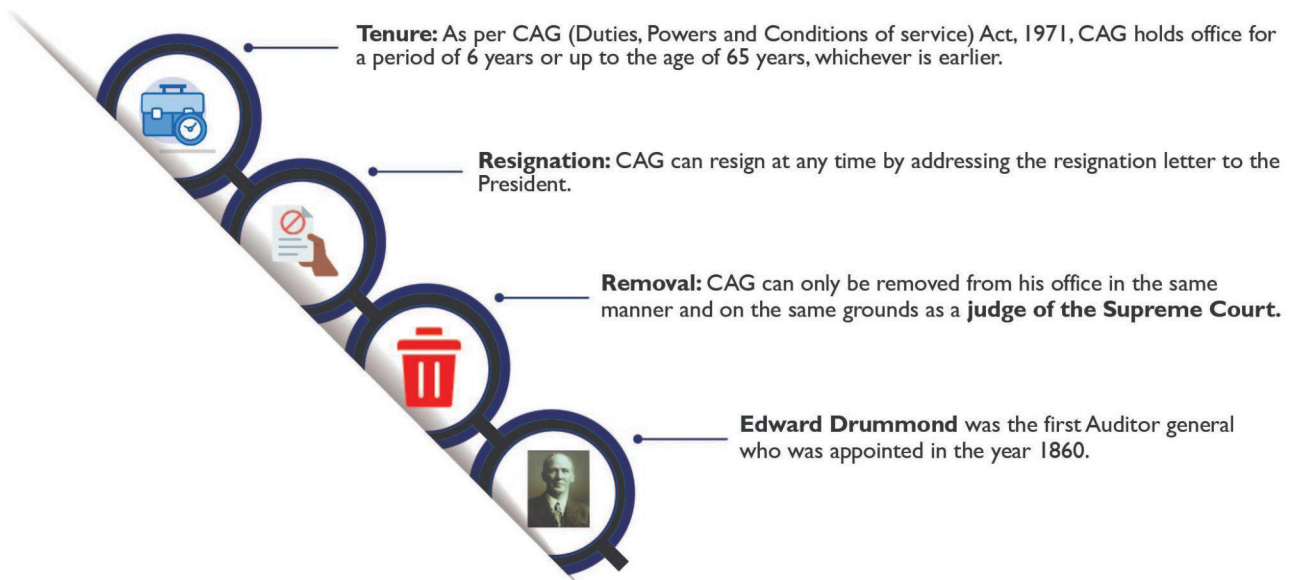 Tenure: As per CAG (Duties, Powers and Conditions of service) Act, 1971, CAG holds office for
a period of 6 years or up to the age of 65 years, whichever is earlier.
Resignation: CAG can resign at any time by addressing the resignation letter to the
President.
Removal: CAG can only be removed from his office in the same
manner and on the same grounds as a judge of the Supreme Court.
Edward Drummond was the first Auditor general
who was appointed in the year 1860.